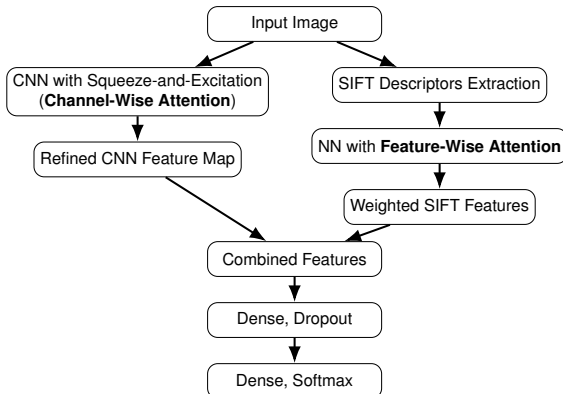 Input Image
CNN with Squeeze-and-Excitation
(Channel-Wise Attention)
SIFT Descriptors Extraction
Refined CNN Feature Map
NN with Feature-Wise Attention
Weighted SIFT Features
Combined Features
Dense, Dropout
Dense, Softmax